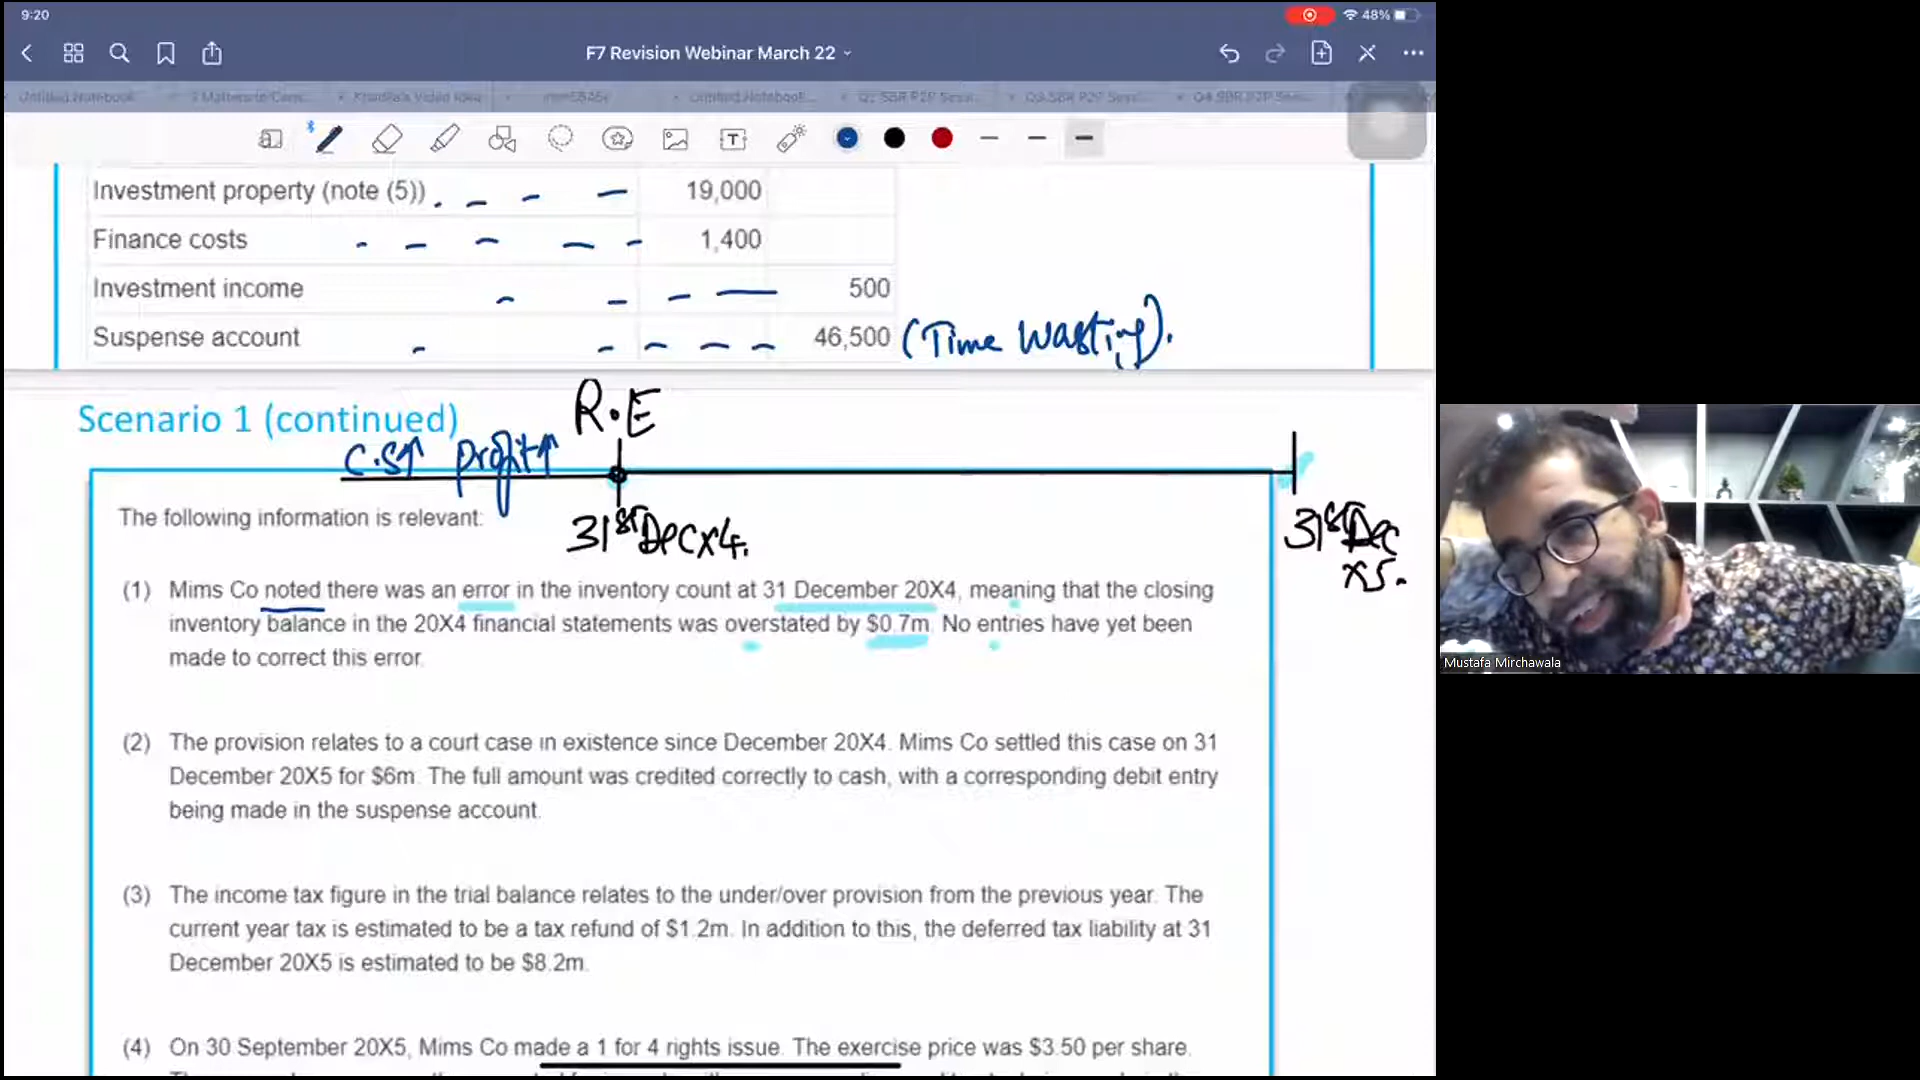 9:20
48%
F7 Revision Webinar March 22
Investment property (note (5)) 19,000
Finance costs 1,400
Investment income 500
Suspense account 46,500 (Time Wasting).
R.E
Scenario 1 (continued)
C.S↑ Profit↑
31st Dec x4.
31st Dec
x5.
The following information is relevant:
(1) Mims Co noted there was an error in the inventory count at 31 December 20X4, meaning that the closing
inventory balance in the 20X4 financial statements was overstated by $0.7m. No entries have yet been
made to correct this error.
(2) The provision relates to a court case in existence since December 20X4. Mims Co settled this case on 31
December 20X5 for $6m. The full amount was credited correctly to cash, with a corresponding debit entry
being made in the suspense account.
(3) The income tax figure in the trial balance relates to the under/over provision from the previous year. The
current year tax is estimated to be a tax refund of $1.2m. In addition to this, the deferred tax liability at 31
December 20X5 is estimated to be $8.2m.
(4) On 30 September 20X5, Mims Co made a 1 for 4 rights issue. The exercise price was $3.50 per share.
Mustafa Mirchawala